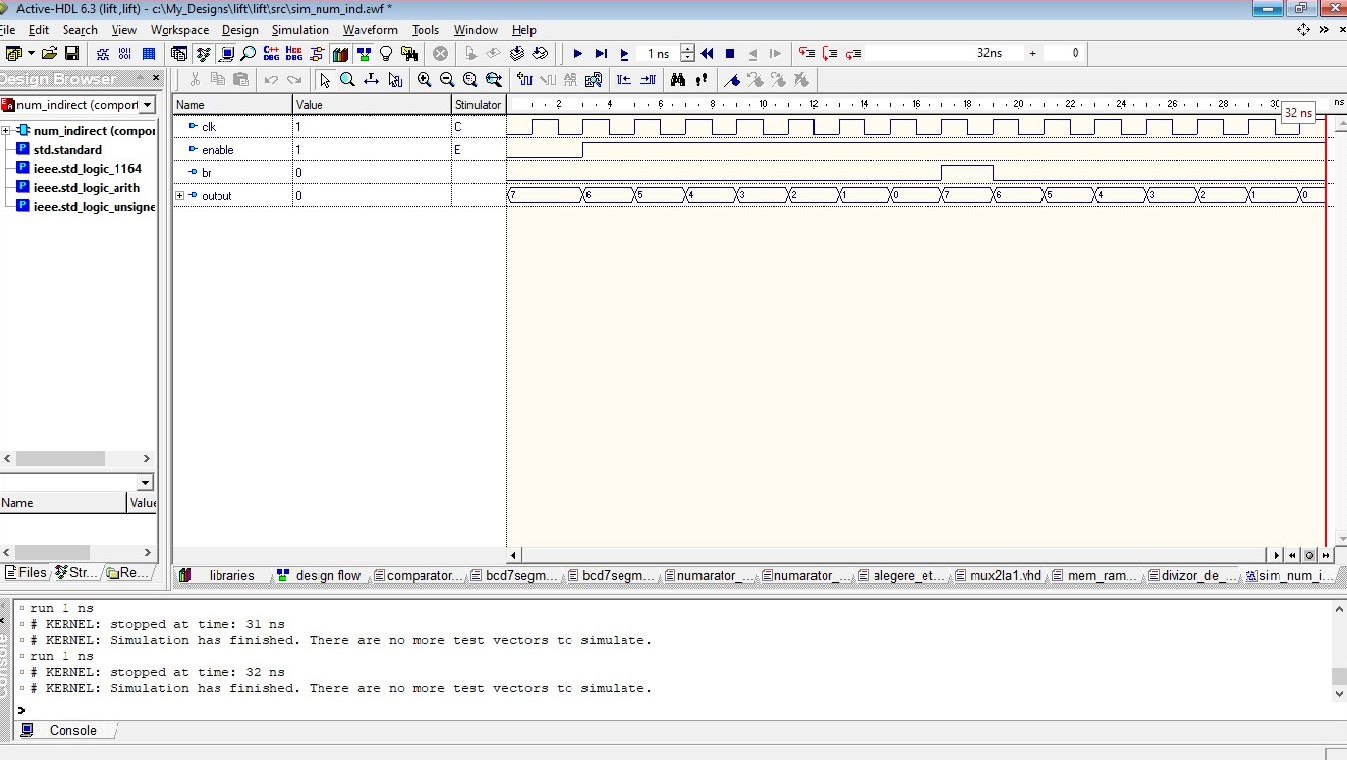 Active-HDL 6.3 (lift,lift) - c:\My_Designs\lift\lift\src\sim_num_ind.awf *
File Edit Search View Workspace Design Simulation Waveform Tools Window Help
1 ns 32ns + 0
Design Browser
num_indirect (comport
num_indirect (compor
std.standard
ieee.std_logic_1164
ieee.std_logic_arith
ieee.std_logic_unsigne
Name Value
Files Str... Re...
Name Value Stimulator 2 4 6 8 10 12 14 16 18 20 22 24 26 28 30 ns
32 ns
clk 1 C
enable 1 E
br 0
output 0 7 6 5 4 3 2 1 0 7 6 5 4 3 2 1 0
libraries design flow comparator... bcd7segm... bcd7segm... numarator_... numarator_... alegere_et... mux2la1.vhd mem_ram... divizor_de_... sim_num_i...
run 1 ns
# KERNEL: stopped at time: 31 ns
# KERNEL: Simulation has finished. There are no more test vectors to simulate.
run 1 ns
# KERNEL: stopped at time: 32 ns
# KERNEL: Simulation has finished. There are no more test vectors to simulate.
>
Console